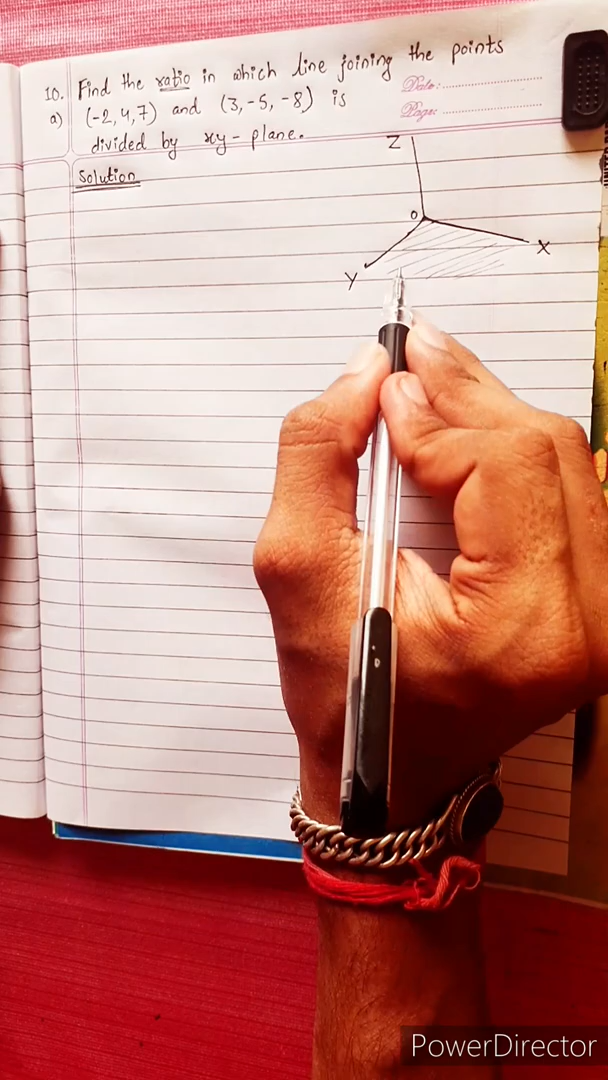 10. Find the ratio in which line joining the points
a) (-2,4,7) and (3,-5,-8) is
divided by xy-plane.
Date:
Page:
Solution
Z
O
X
Y
PowerDirector